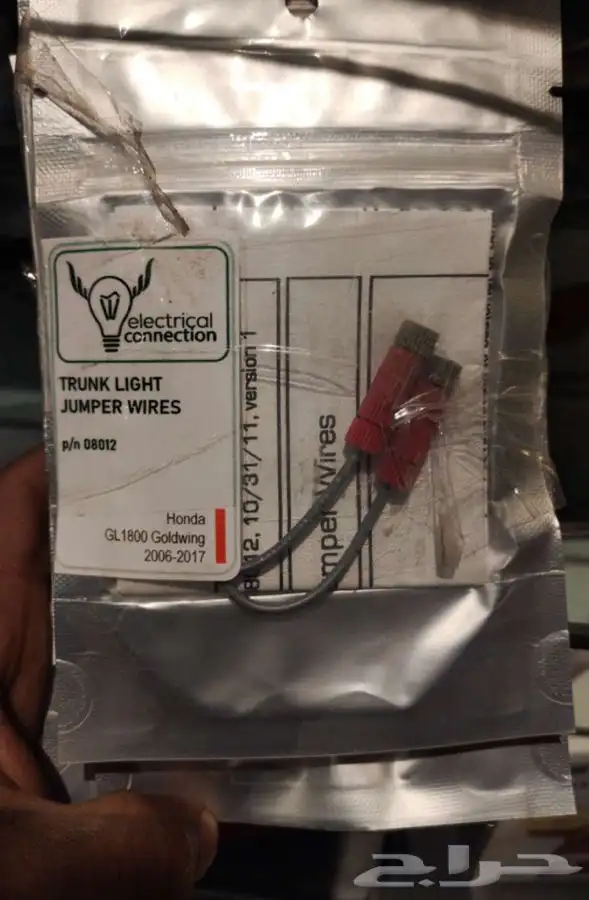 electrical
connection
TRUNK LIGHT
JUMPER WIRES
p/n 08012
Honda
GL1800 Goldwing
2006-2017
12, 10/31/11, version 1
Wires
حراج